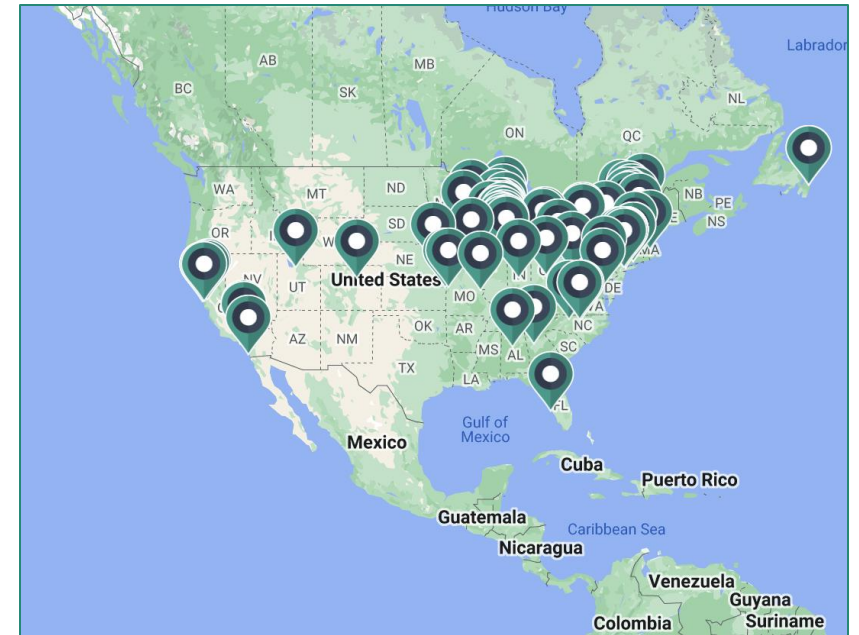 Hudson Bay
Labrador
AB
MB
BC
SK
NL
ON
QC
WA
MT
ND
NB
PE
NS
OR
SD
MA
NE
United States
NV
UT
MO
DE
OK
AR
NC
AZ
NM
MS
AL
SC
TX
LA
FL
Gulf of
Mexico
Mexico
Cuba
Puerto Rico
Guatemala
Caribbean Sea
Nicaragua
Venezuela
Guyana
Colombia
Suriname